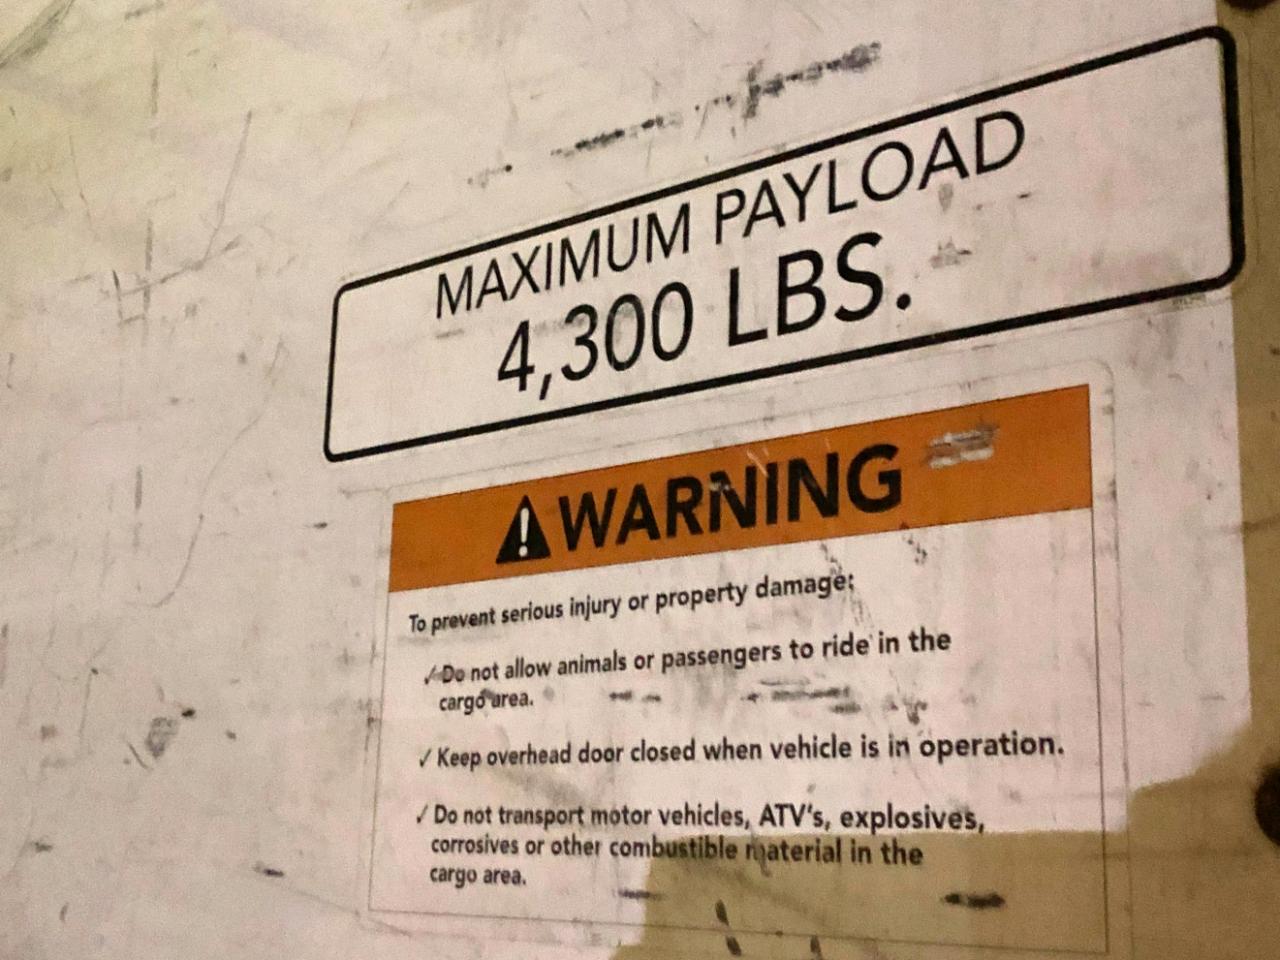 MAXIMUM PAYLOAD
4,300 LBS.
WARNING
To prevent serious injury or property damage:
✓ Do not allow animals or passengers to ride in the
cargo area.
✓ Keep overhead door closed when vehicle is in operation.
✓ Do not transport motor vehicles, ATV's, explosives,
corrosives or other combustible material in the
cargo area.